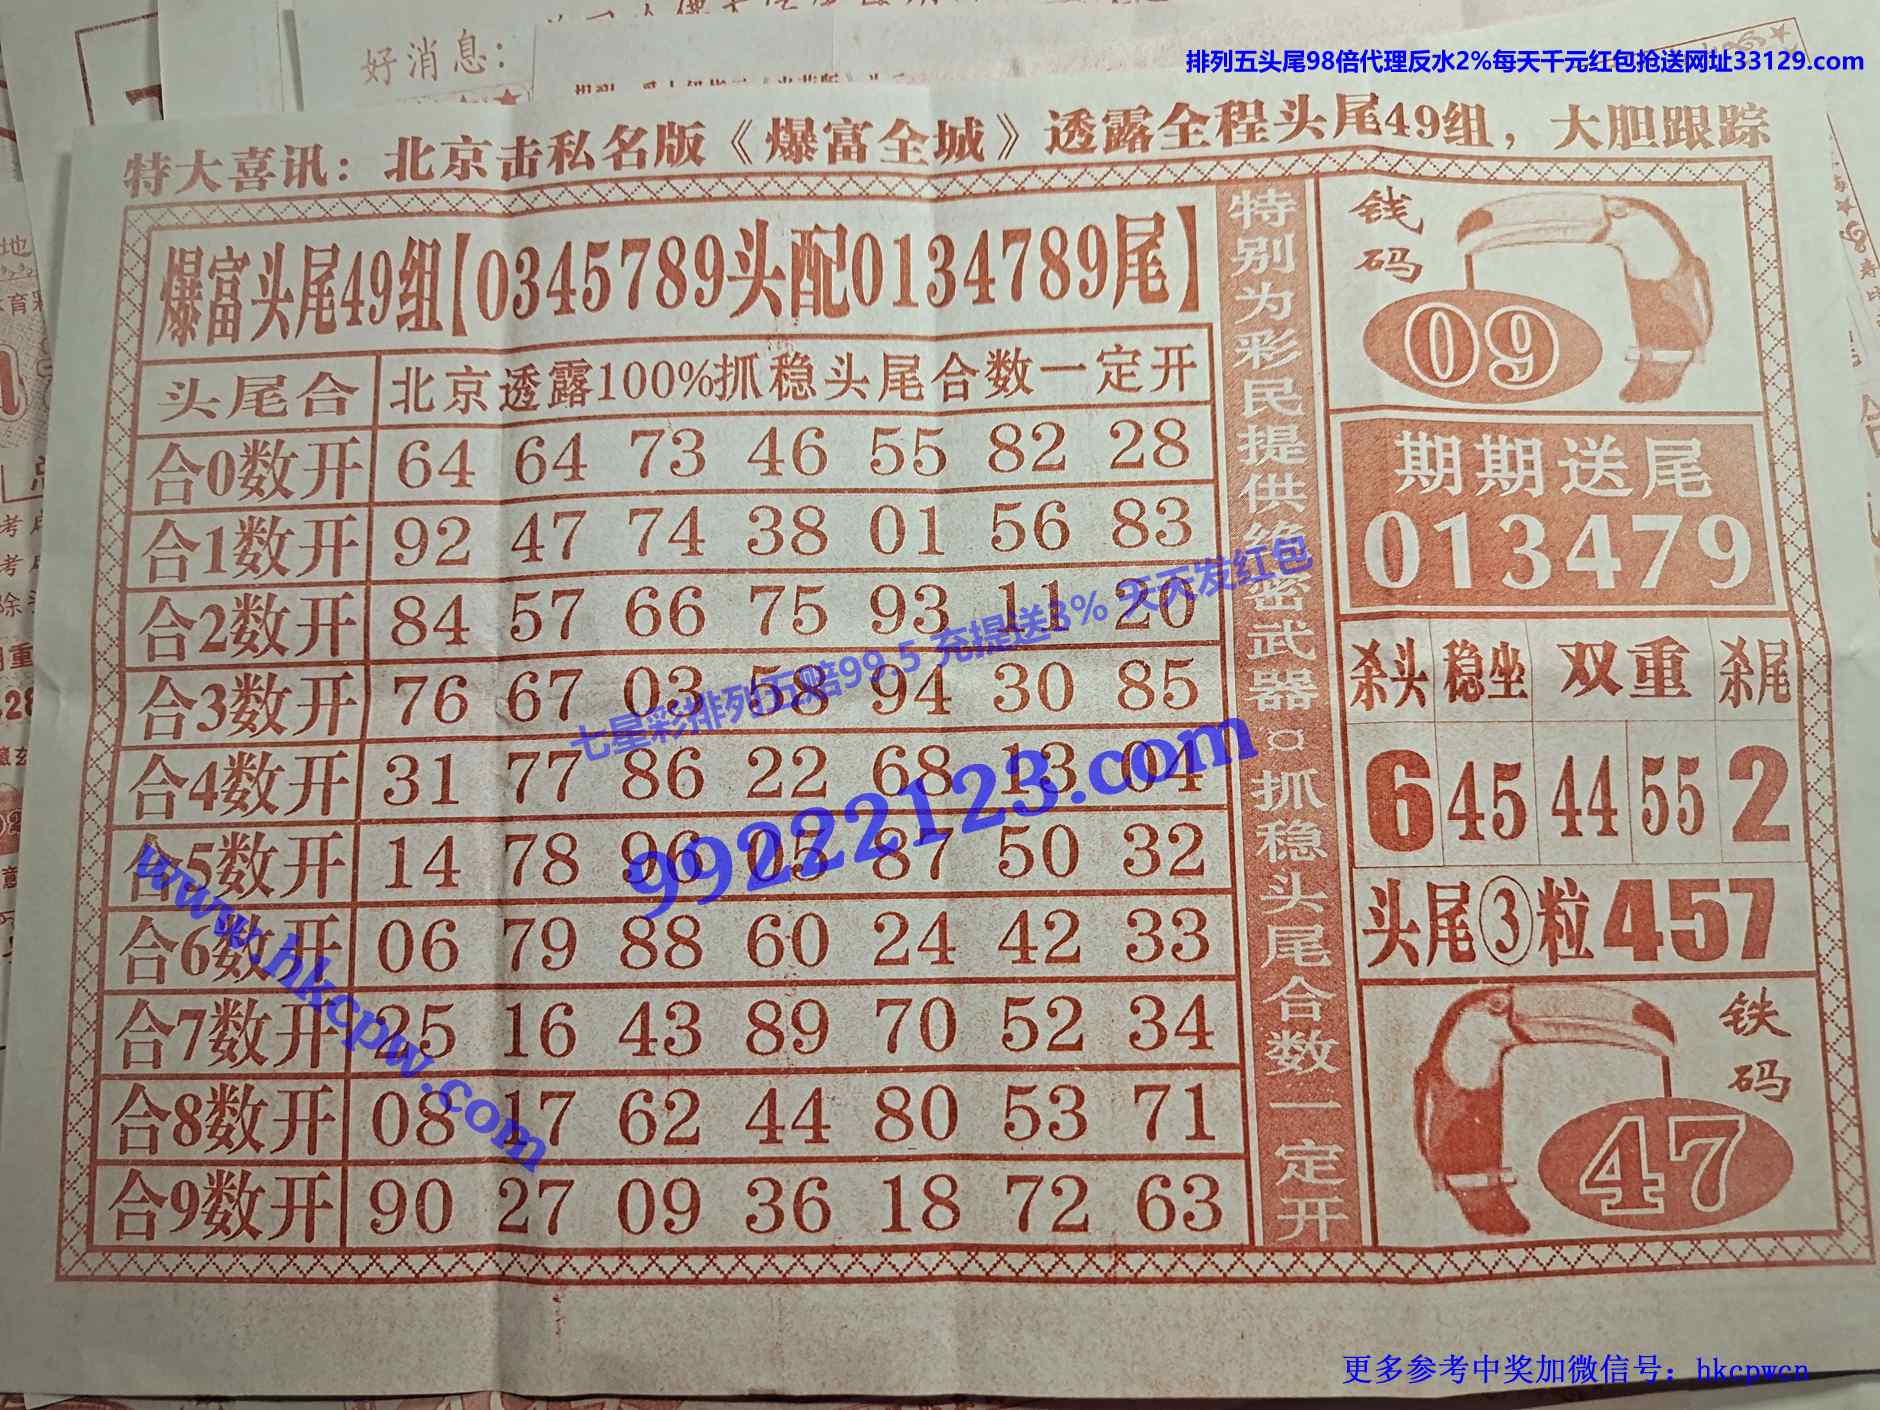 好消息：
排列五头尾98倍代理反水2%每天千元红包抢送网址33129.com
特大喜讯：北京击私名版《爆富全城》透露全程头尾49组，大胆跟踪
爆富头尾49组【0345789头配0134789尾】
头尾合 北京透露100%抓稳头尾合数一定开
合0数开 64 64 73 46 55 82 28
合1数开 92 47 74 38 01 56 83
合2数开 84 57 66 75 93 11 20
合3数开 76 67 03 58 94 30 85
合4数开 31 77 86 22 68 13 04
合5数开 14 78 96 05 87 50 32
合6数开 06 79 88 60 24 42 33
合7数开 25 16 43 89 70 52 34
合8数开 08 17 62 44 80 53 71
合9数开 90 27 09 36 18 72 63
特别为彩民提供绝密武器¤抓稳头尾合数一定开
钱码
09
期期送尾
013479
杀头 稳坐 双重 杀尾
6 45 44 55 2
头尾③粒457
铁码
47
七星彩排列五赔99.5 充提送3% 天天发红包
99222123.com
www.hkcpw.com
更多参考中奖加微信号：hkcpwcn